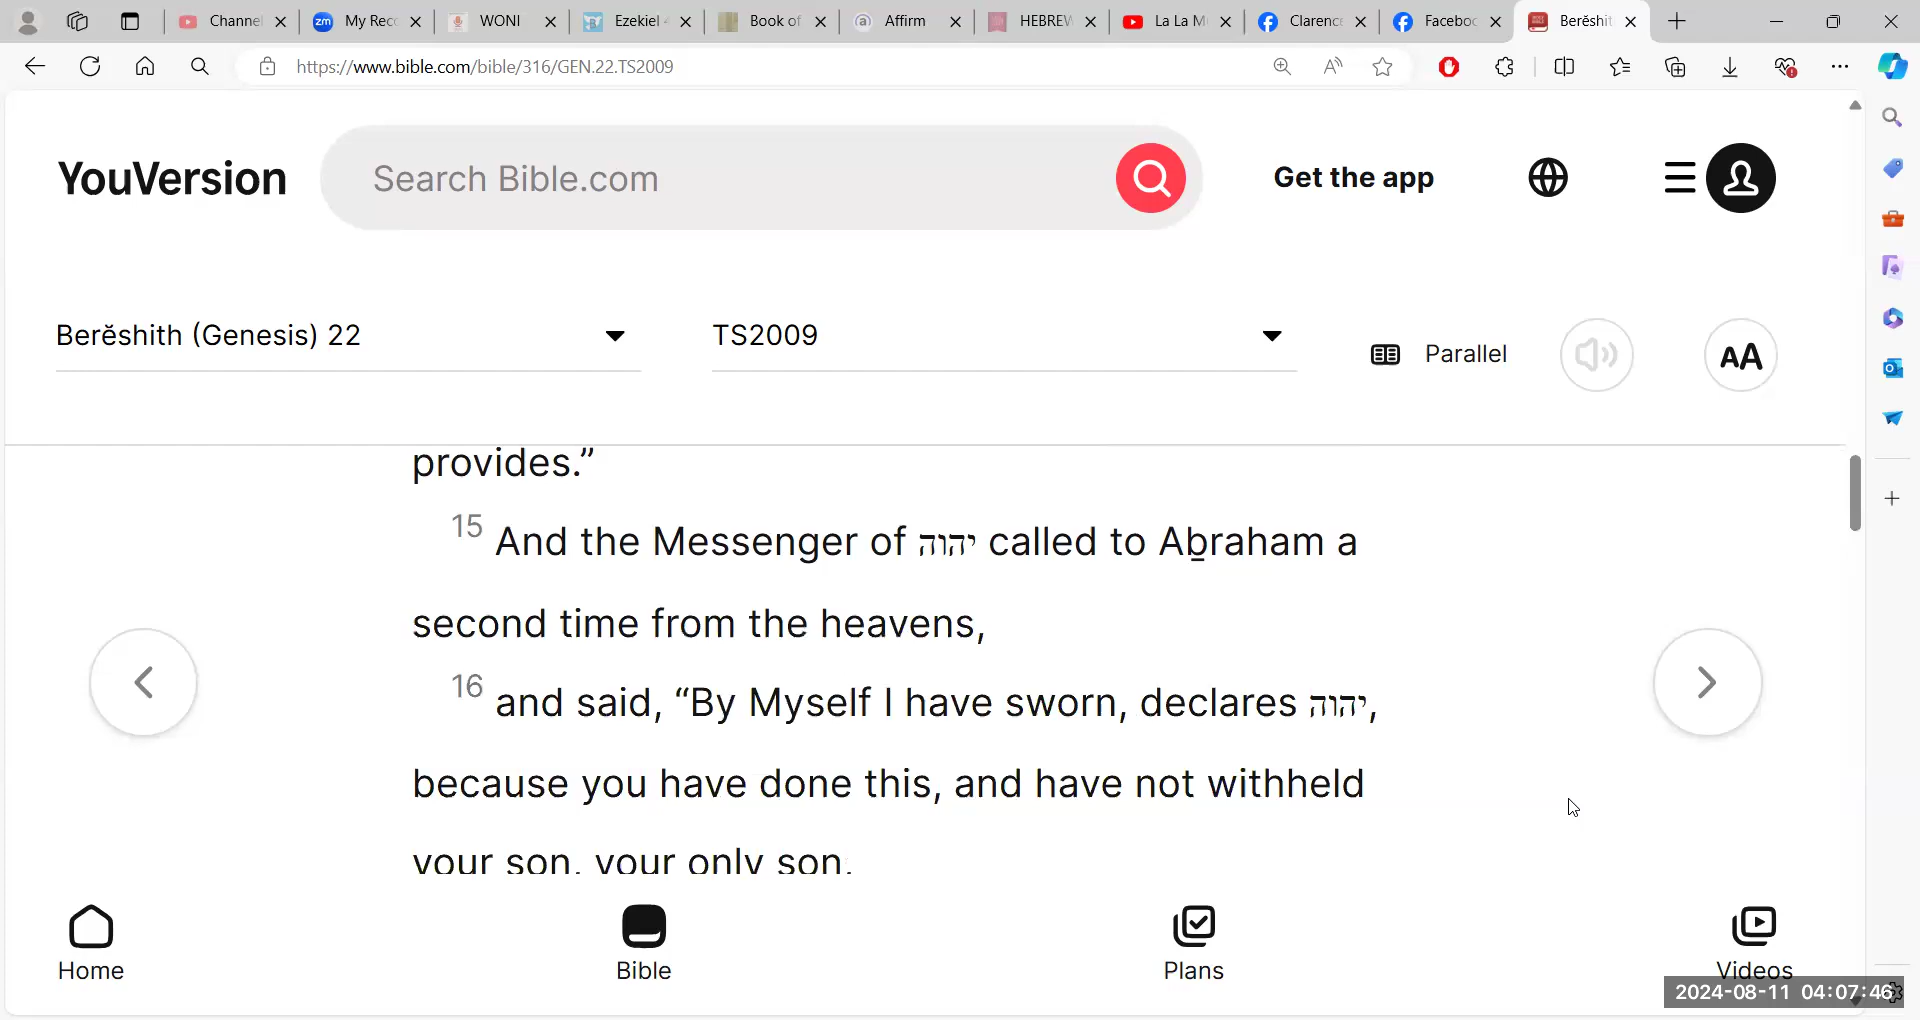 Channel
My Rec
WONI
Ezekiel 4
Book of
Affirm
HEBREW
La La M
Clarence
Faceboo
Berĕshit
https://www.bible.com/bible/316/GEN.22.TS2009
YouVersion
Search Bible.com
Get the app
Berĕshith (Genesis) 22
TS2009
Parallel
AA
provides.”
15 And the Messenger of יהוה called to Aḇraham a
second time from the heavens,
16 and said, “By Myself I have sworn, declares יהוה,
because you have done this, and have not withheld
your son, your only son,
Home
Bible
Plans
Videos
2024-08-11 04:07:46